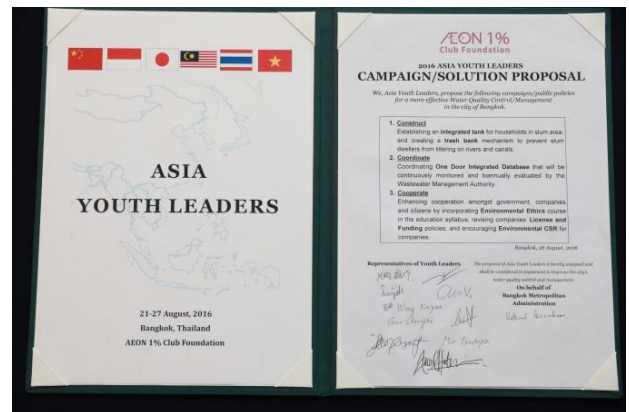 ASIA
YOUTH LEADERS
21-27 August, 2016
Bangkok, Thailand
AEON 1% Club Foundation
ÆON 1%
Club Foundation
2016 ASIA YOUTH LEADERS
CAMPAIGN/SOLUTION PROPOSAL
We, Asia Youth Leaders, propose the following campaigns/public policies
for a more effective Water Quality Control/Management
in the city of Bangkok.
1. Construct
Establishing an integrated tank for households in slum area;
and creating a trash bank mechanism to prevent slum
dwellers from littering on rivers and canals.
2. Coordinate
Coordinating One Door Integrated Database that will be
continuously monitored and biannually evaluated by the
Wastewater Management Authority.
3. Cooperate
Enhancing cooperation amongst government, companies
and citizens by incorporating Environmental Ethics course
in the education syllabus; revising companies' License and
Funding policies; and encouraging Environmental CSR for
companies.
Bangkok, 26 August, 2016
Representatives of Youth Leaders
The proposal of Asia Youth Leaders is hereby accepted and
shall be considered to implement to improve the city's
water quality control and management.
On behalf of
Bangkok Metropolitan
Administration